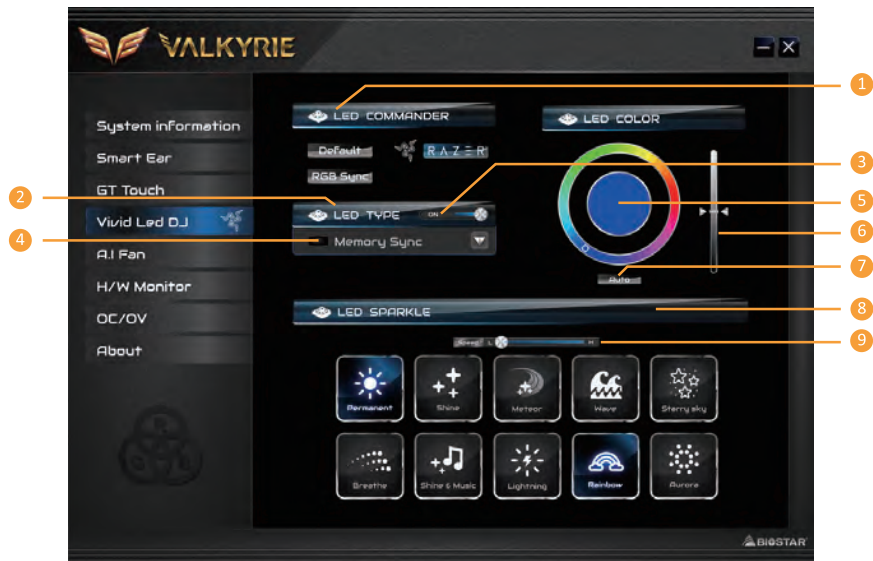 VALKYRIE
1
LED COMMANDER
LED COLOR
System information
Default
RAZER
Smart Ear
3
RGB Sync
GT Touch
2
LED TYPE
ON
5
Vivid Led DJ
6
4
Memory Sync
A.I Fan
7
Auto
H/W Monitor
8
LED SPARKLE
OC/OV
9
Speed L H
About
Permanent
Shine
Meteor
Wave
Starry sky
Breathe
Shine & Music
Lightning
Rainbow
Aurora
BIOSTAR